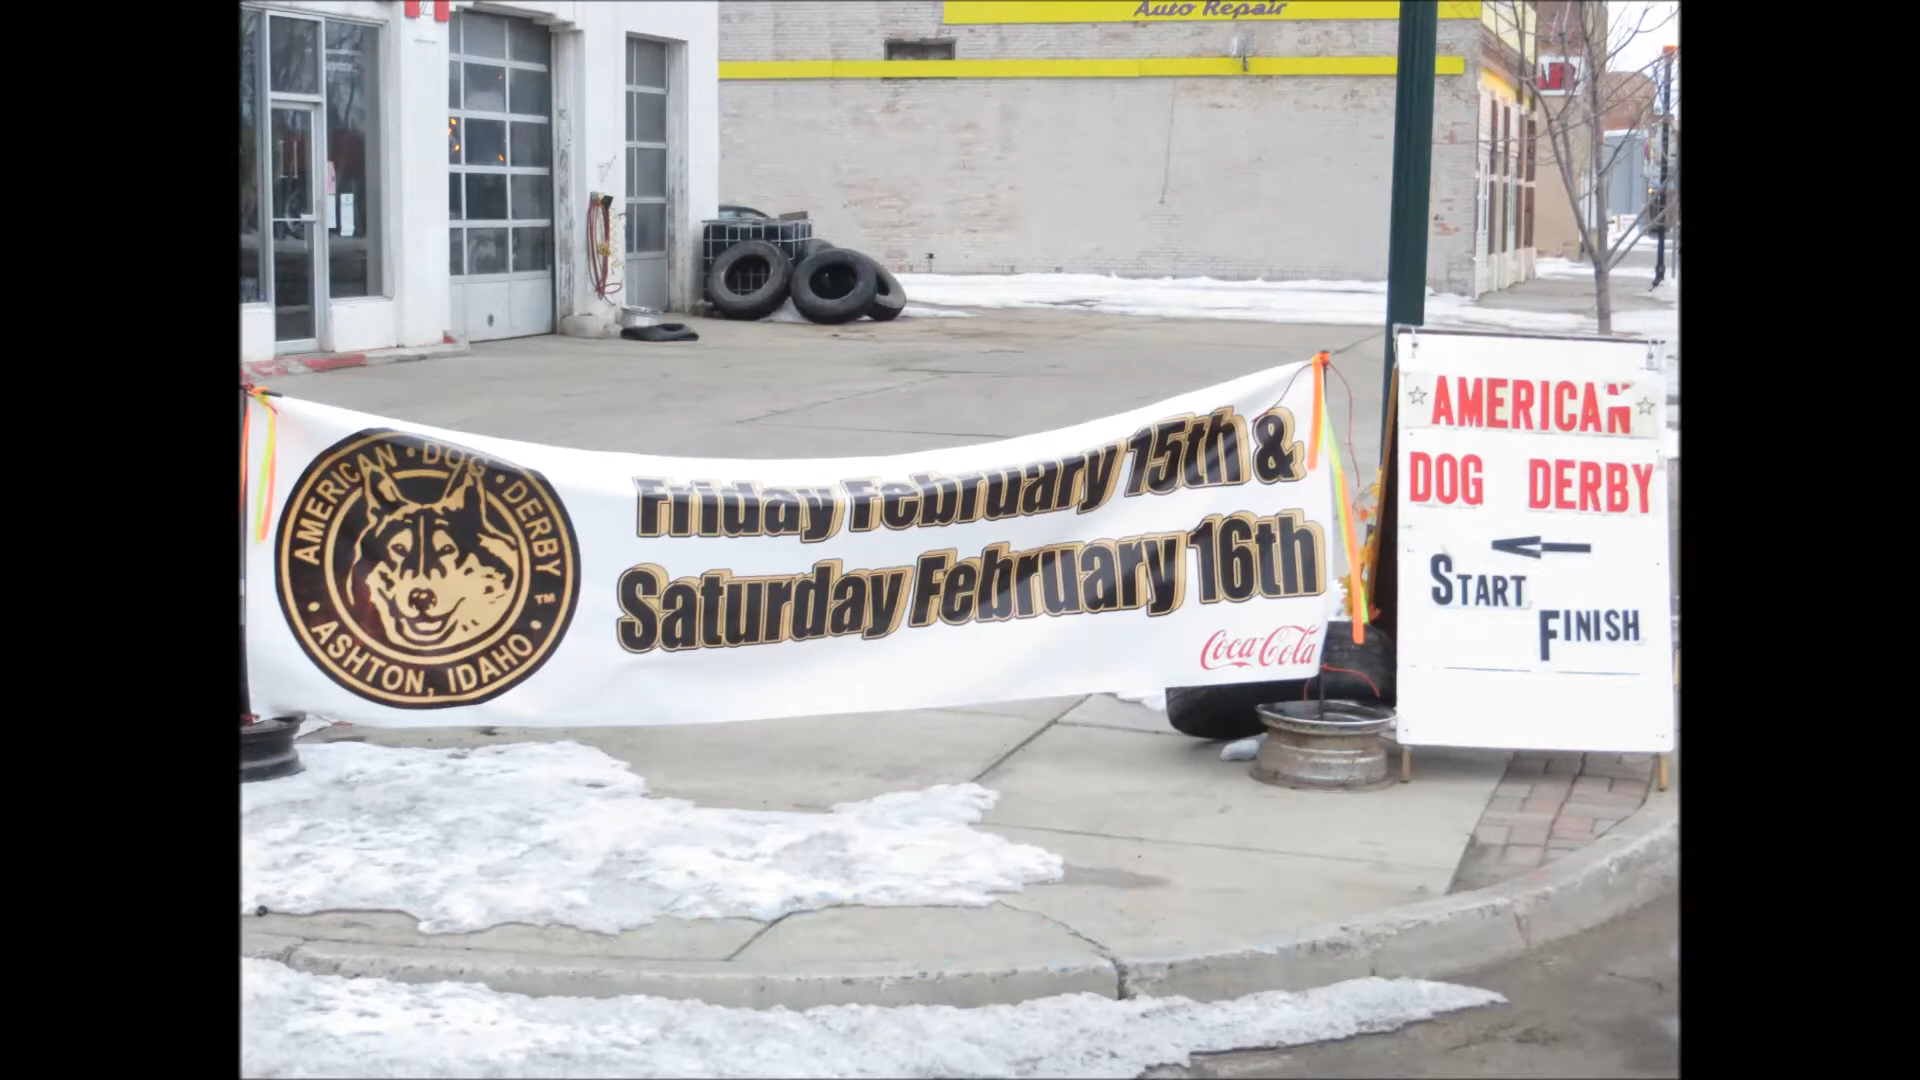 Auto Repair
AMERICAN • DOG • DERBY ™
• ASHTON, IDAHO •
Friday February 15th &
Saturday February 16th
Coca-Cola
AMERICAN
DOG DERBY
START
FINISH